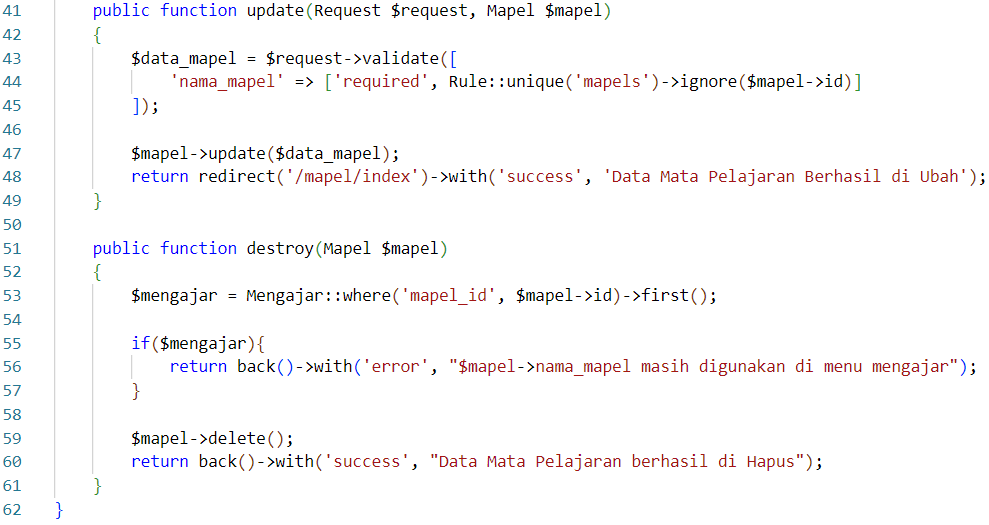 41 public function update(Request $request, Mapel $mapel)
42 {
43 $data_mapel = $request->validate([
44 'nama_mapel' => ['required', Rule::unique('mapels')->ignore($mapel->id)]
45 ]);
46
47 $mapel->update($data_mapel);
48 return redirect('/mapel/index')->with('success', 'Data Mata Pelajaran Berhasil di Ubah');
49 }
50
51 public function destroy(Mapel $mapel)
52 {
53 $mengajar = Mengajar::where('mapel_id', $mapel->id)->first();
54
55 if($mengajar){
56 return back()->with('error', "$mapel->nama_mapel masih digunakan di menu mengajar");
57 }
58
59 $mapel->delete();
60 return back()->with('success', "Data Mata Pelajaran berhasil di Hapus");
61 }
62 }